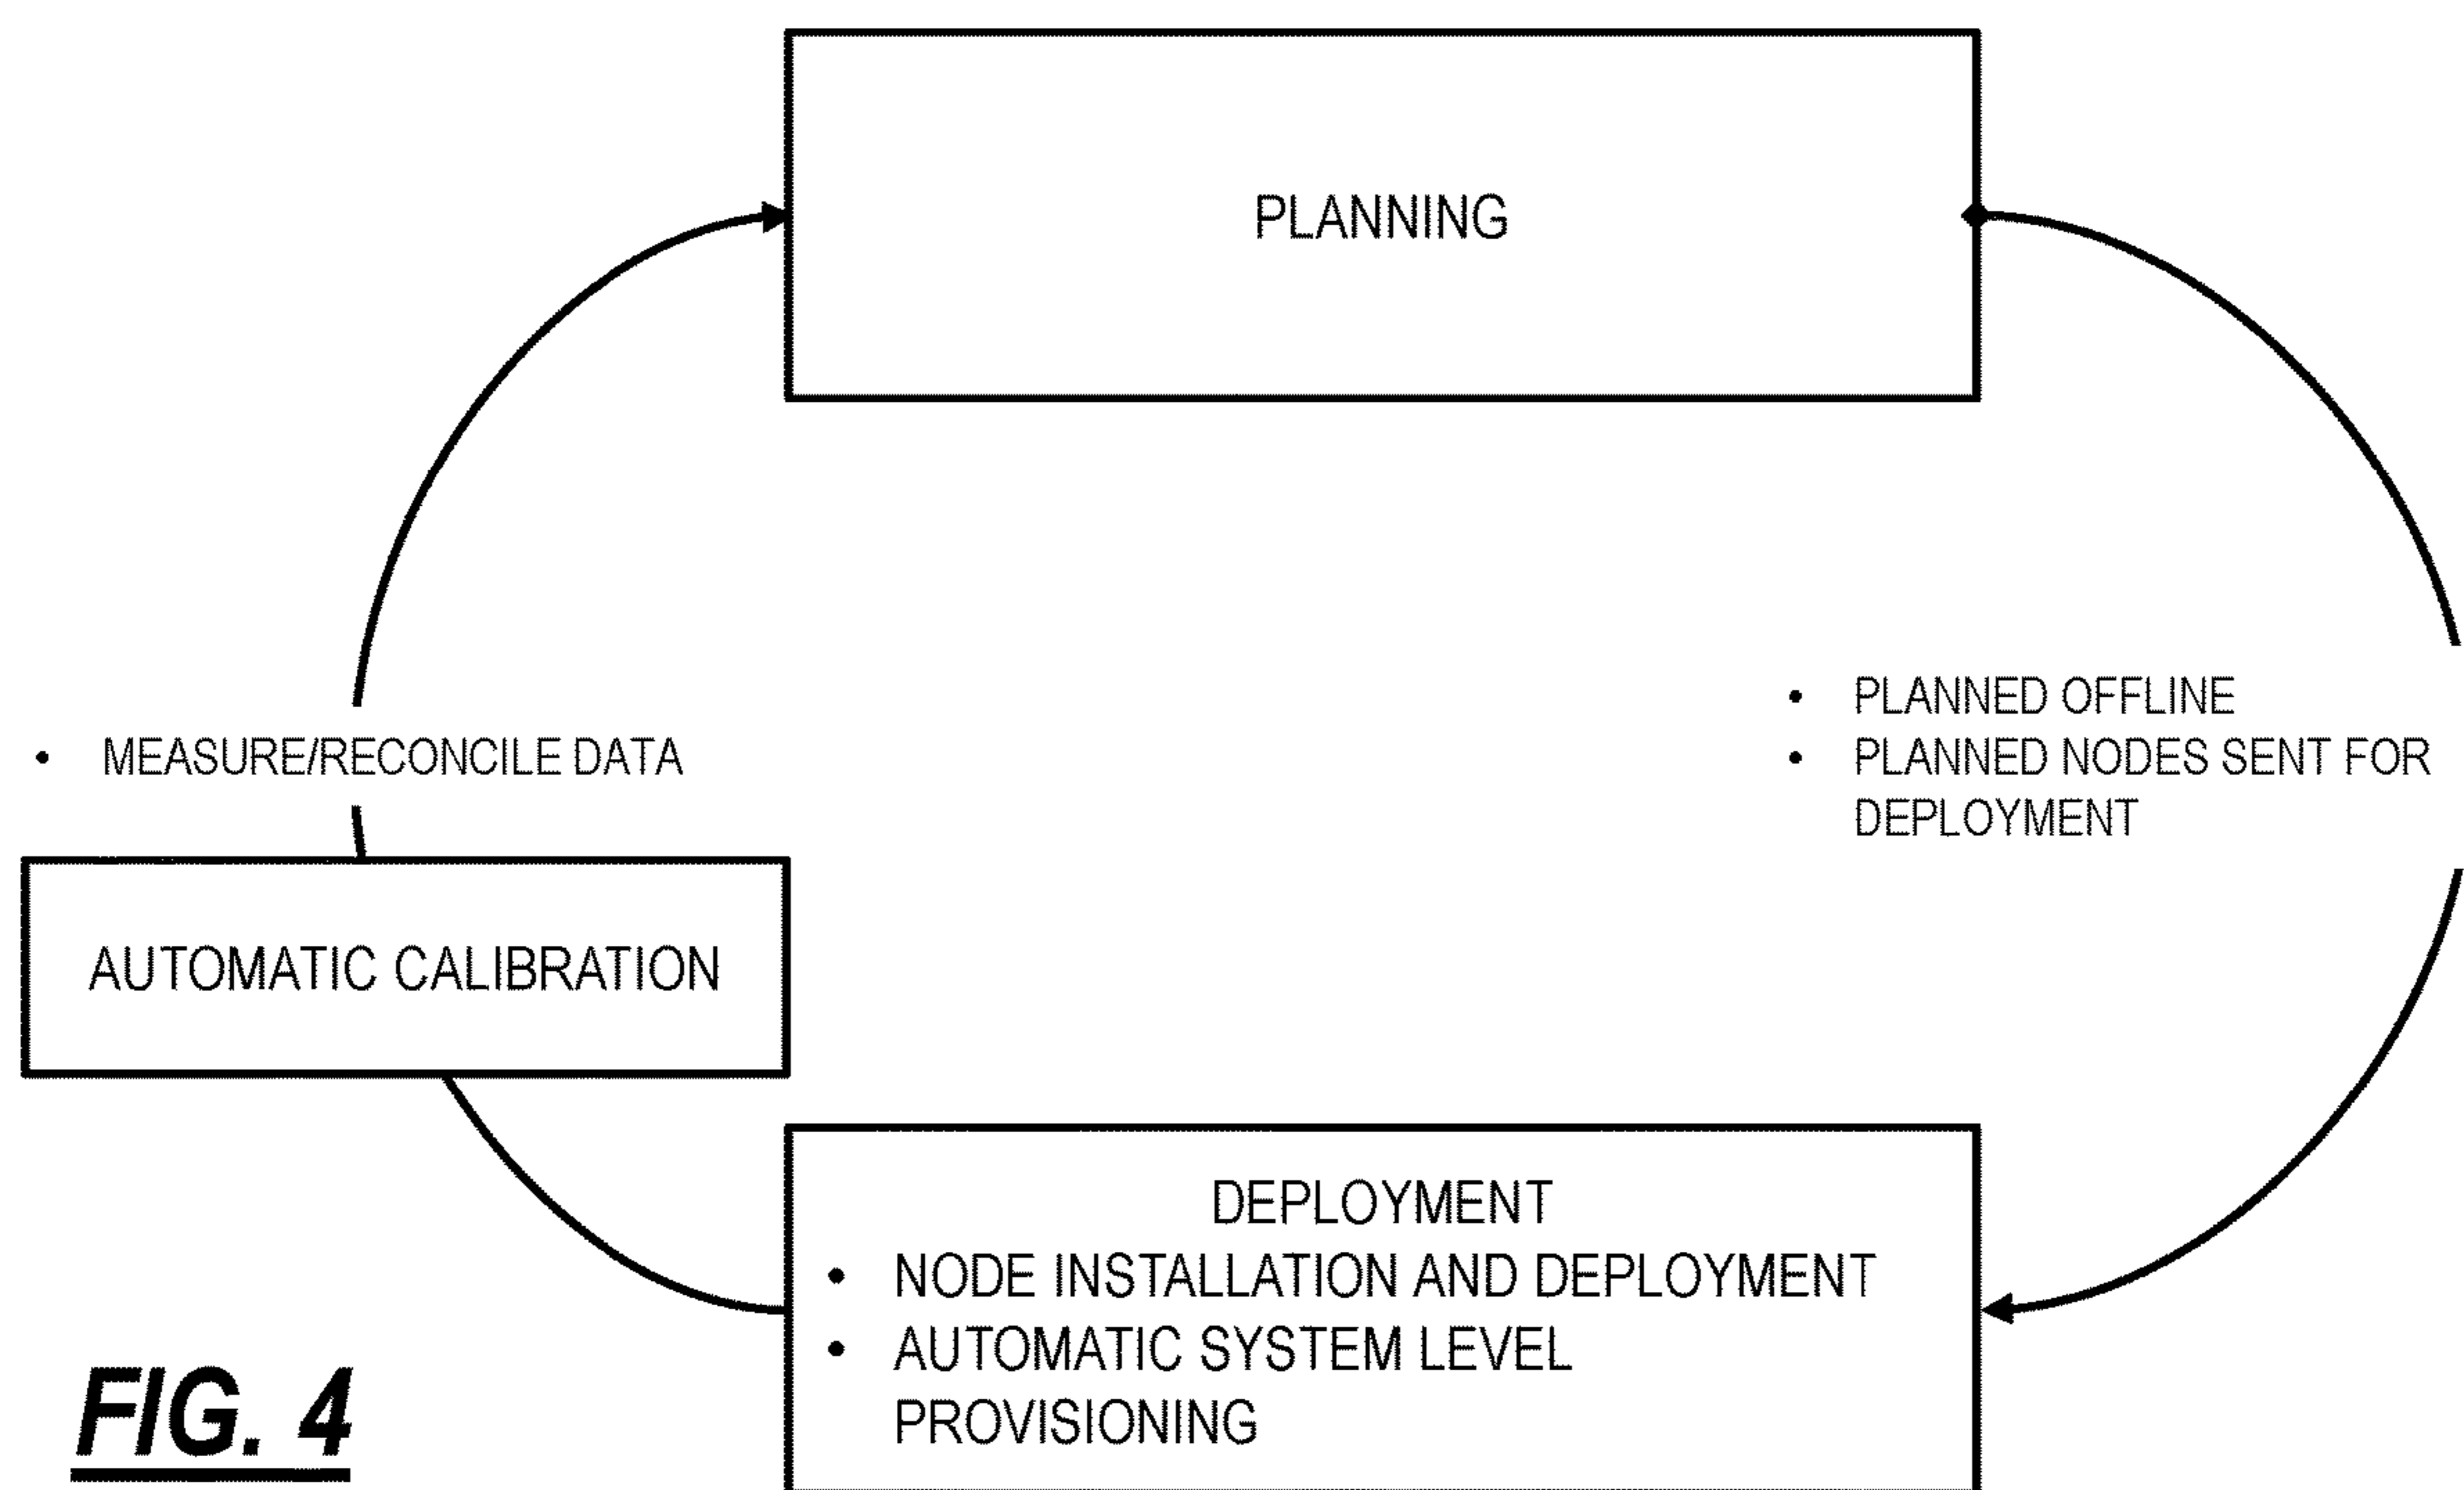 PLANNING
• PLANNED OFFLINE
• PLANNED NODES SENT FOR
DEPLOYMENT
• MEASURE/RECONCILE DATA
AUTOMATIC CALIBRATION
DEPLOYMENT
• NODE INSTALLATION AND DEPLOYMENT
• AUTOMATIC SYSTEM LEVEL
PROVISIONING
FIG. 4